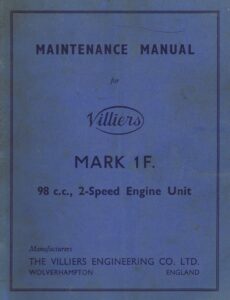 MAINTENANCE MANUAL
for
Villiers
MARK 1F.
98 c.c., 2-Speed Engine Unit
Manufacturers
THE VILLIERS ENGINEERING CO. LTD.
WOLVERHAMPTON ENGLAND